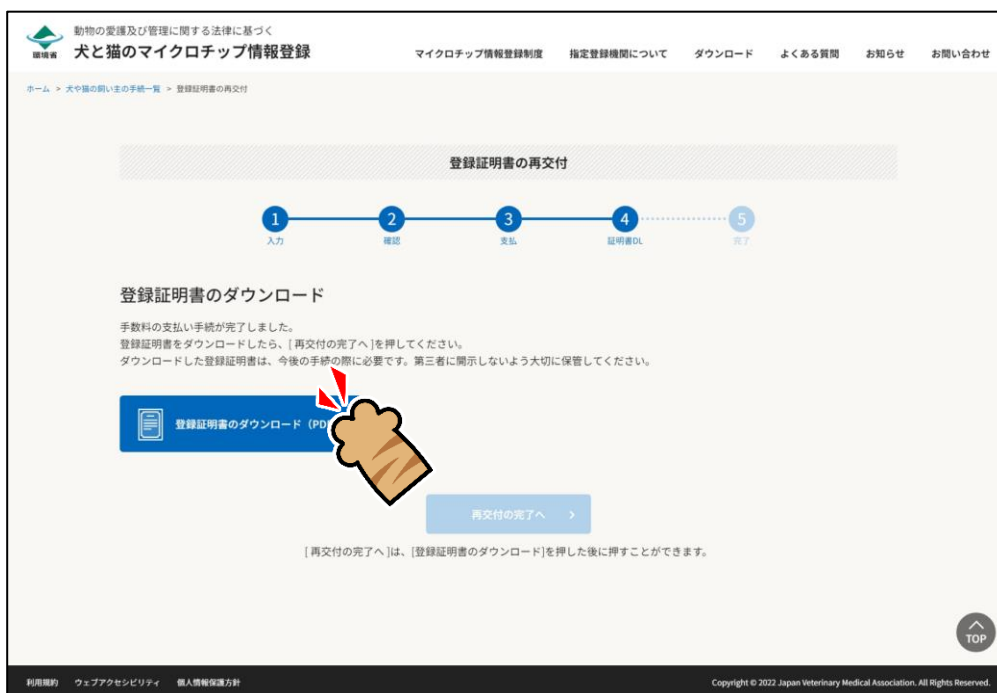 動物の愛護及び管理に関する法律に基づく
環境省 犬と猫のマイクロチップ情報登録
マイクロチップ情報登録制度 指定登録機関について ダウンロード よくある質問 お知らせ お問い合わせ
ホーム > 犬や猫の飼い主の手続一覧 > 登録証明書の再交付
登録証明書の再交付
1 2 3 4 5
入力 確認 支払 証明書DL 完了
登録証明書のダウンロード
手数料の支払い手続が完了しました。
登録証明書をダウンロードしたら、[ 再交付の完了へ ]を押してください。
ダウンロードした登録証明書は、今後の手続の際に必要です。第三者に開示しないよう大切に保管してください。
登録証明書のダウンロード（PD
再交付の完了へ >
[ 再交付の完了へ ]は、[登録証明書のダウンロード]を押した後に押すことができます。
TOP
利用規約 ウェブアクセシビリティ 個人情報保護方針 Copyright © 2022 Japan Veterinary Medical Association. All Rights Reserved.